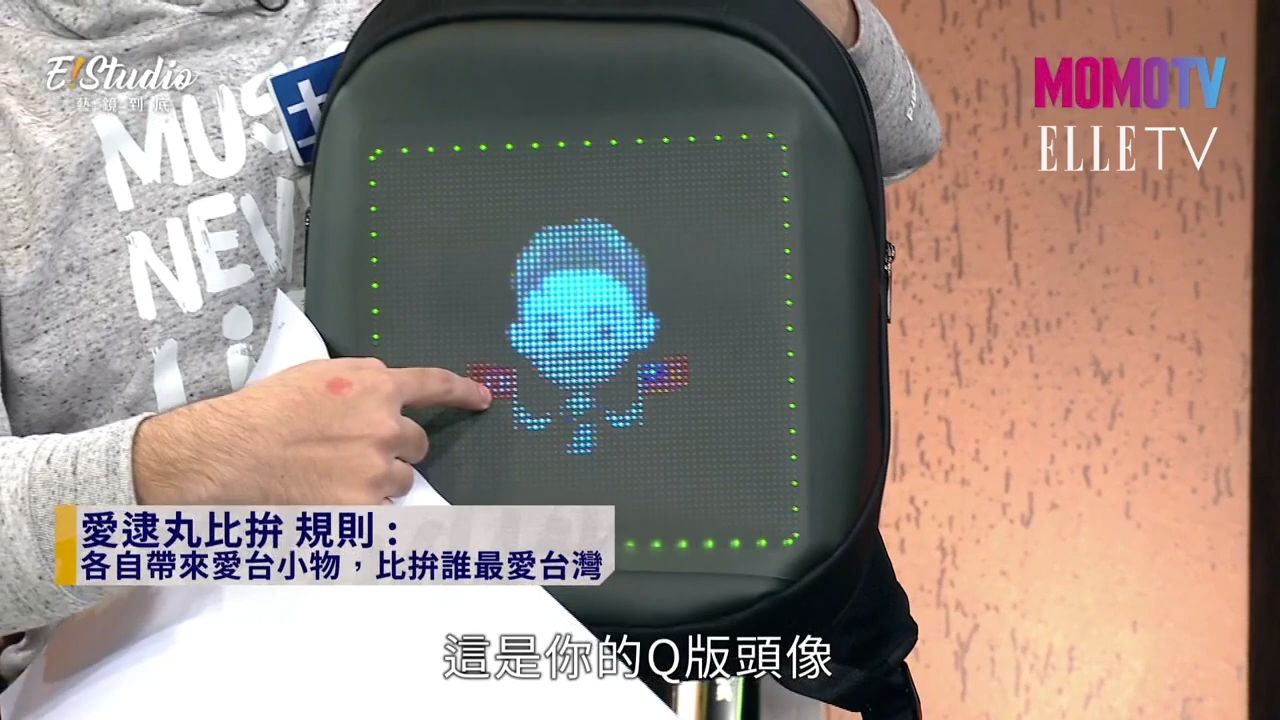 E!Studio
藝鏡到底
MOMOTV
ELLE TV
MUS
NEV
愛逮丸比拚 規則：
各自帶來愛台小物，比拚誰最愛台灣
這是你的Q版頭像